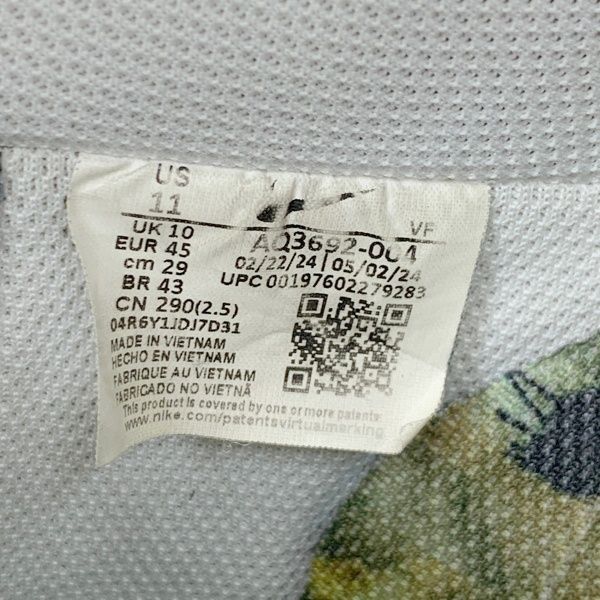 US
11
VF
UK 10
AQ3692-004
EUR 45
02/22/24 | 05/02/24
cm 29
UPC 00197602279283
BR 43
CN 290(2.5)
04R6Y1JDJ7D31
MADE IN VIETNAM
HECHO EN VIETNAM
FABRIQUE AU VIETNAM
FABRICADO NO VIETNÃ
This product is covered by one or more patents:
www.nike.com/patentsvirtualmarking